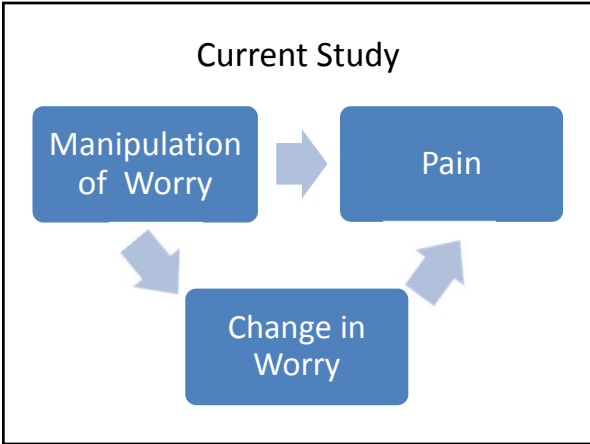 Current Study
Manipulation
of Worry
Pain
Change in
Worry